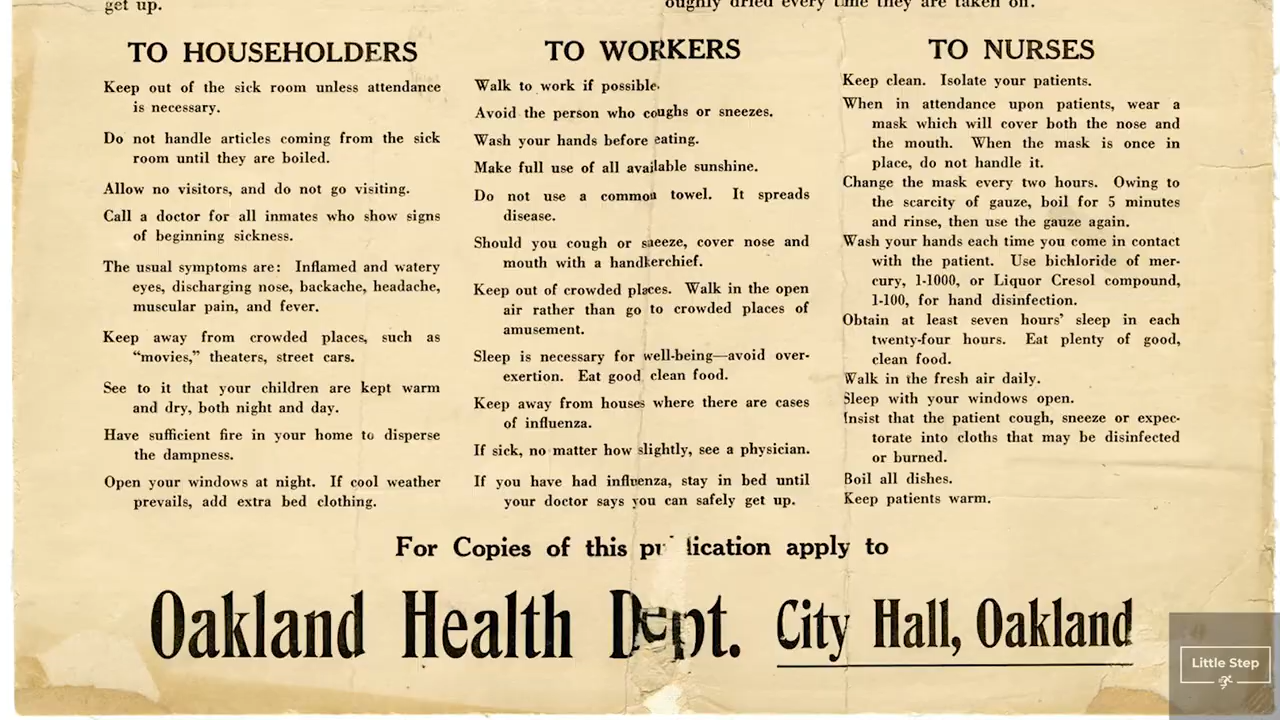 get up.
oughly dried every time they are taken off.
TO HOUSEHOLDERS
Keep out of the sick room unless attendance
is necessary.
Do not handle articles coming from the sick
room until they are boiled.
Allow no visitors, and do not go visiting.
Call a doctor for all inmates who show signs
of beginning sickness.
The usual symptoms are: Inflamed and watery
eyes, discharging nose, backache, headache,
muscular pain, and fever.
Keep away from crowded places, such as
"movies," theaters, street cars.
See to it that your children are kept warm
and dry, both night and day.
Have sufficient fire in your home to disperse
the dampness.
Open your windows at night. If cool weather
prevails, add extra bed clothing.
TO WORKERS
Walk to work if possible.
Avoid the person who coughs or sneezes.
Wash your hands before eating.
Make full use of all available sunshine.
Do not use a common towel. It spreads
disease.
Should you cough or sneeze, cover nose and
mouth with a handkerchief.
Keep out of crowded places. Walk in the open
air rather than go to crowded places of
amusement.
Sleep is necessary for well-being—avoid over-
exertion. Eat good clean food.
Keep away from houses where there are cases
of influenza.
If sick, no matter how slightly, see a physician.
If you have had influenza, stay in bed until
your doctor says you can safely get up.
TO NURSES
Keep clean. Isolate your patients.
When in attendance upon patients, wear a
mask which will cover both the nose and
the mouth. When the mask is once in
place, do not handle it.
Change the mask every two hours. Owing to
the scarcity of gauze, boil for 5 minutes
and rinse, then use the gauze again.
Wash your hands each time you come in contact
with the patient. Use bichloride of mer-
cury, 1-1000, or Liquor Cresol compound,
1-100, for hand disinfection.
Obtain at least seven hours' sleep in each
twenty-four hours. Eat plenty of good,
clean food.
Walk in the fresh air daily.
Sleep with your windows open.
Insist that the patient cough, sneeze or expec-
torate into cloths that may be disinfected
or burned.
Boil all dishes.
Keep patients warm.
For Copies of this publication apply to
Oakland Health Dept. City Hall, Oakland
Little Step